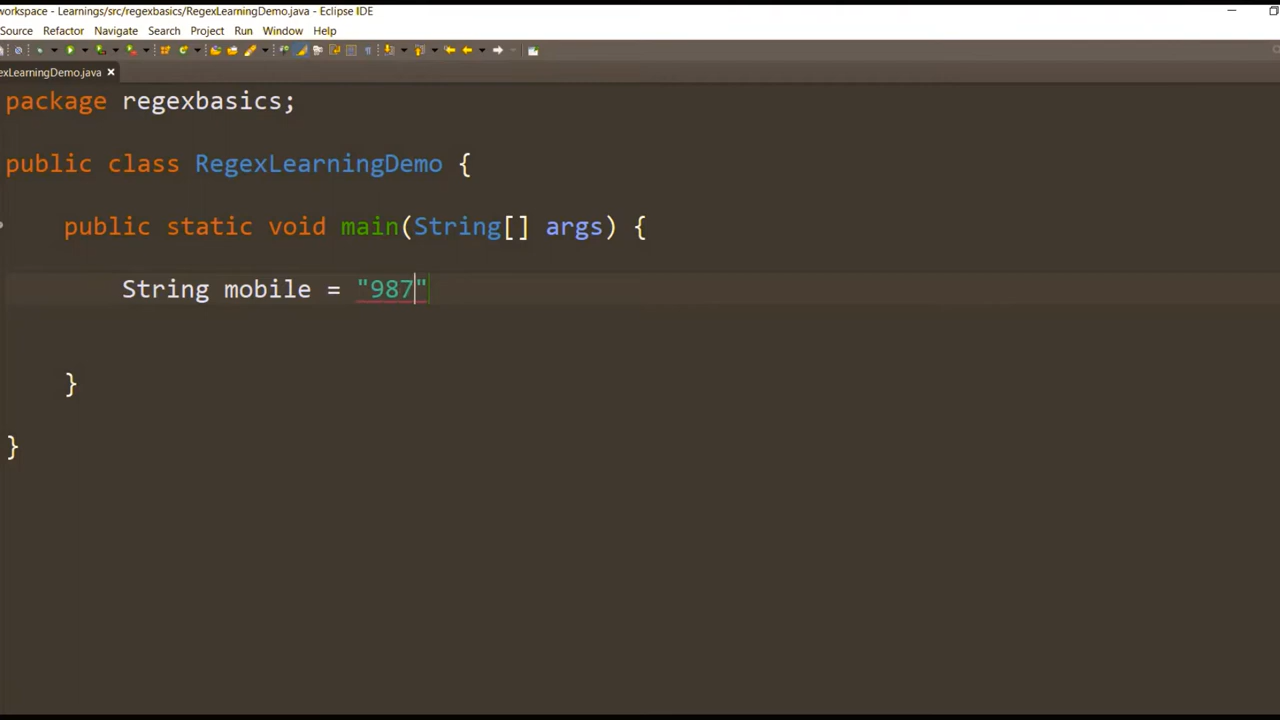 workspace - Learnings/src/regexbasics/RegexLearningDemo.java - Eclipse IDE
Source Refactor Navigate Search Project Run Window Help
exLearningDemo.java
package regexbasics;
public class RegexLearningDemo {
public static void main(String[] args) {
String mobile = "987"
}
}